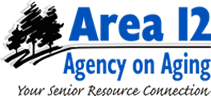 Area 12
Agency on Aging
Your Senior Resource Connection